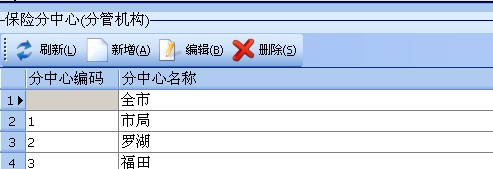 保险分中心(分管机构)
刷新(L) 新增(A) 编辑(B) 删除(S)
分中心编码 分中心名称
1 全市
2 1 市局
3 2 罗湖
4 3 福田